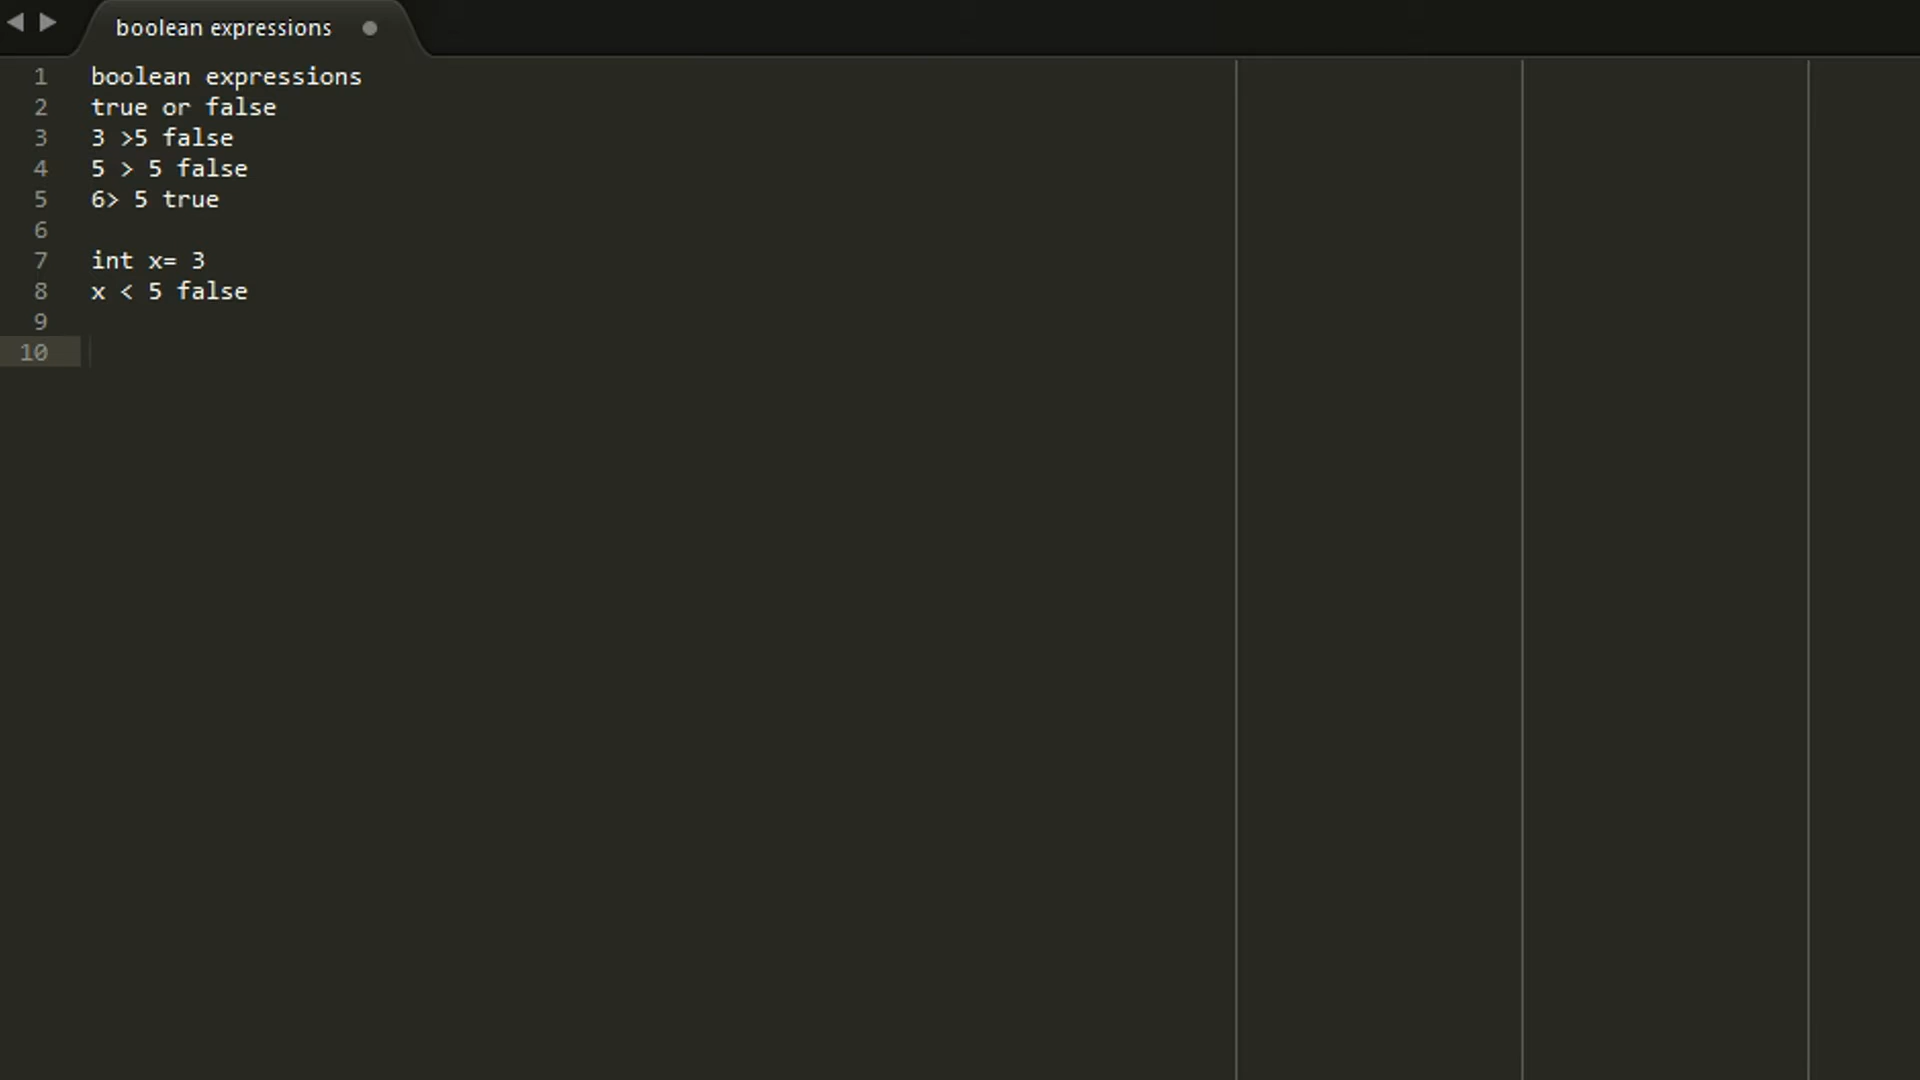 boolean expressions
1 boolean expressions
2 true or false
3 3 >5 false
4 5 > 5 false
5 6> 5 true
6
7 int x= 3
8 x < 5 false
9
10